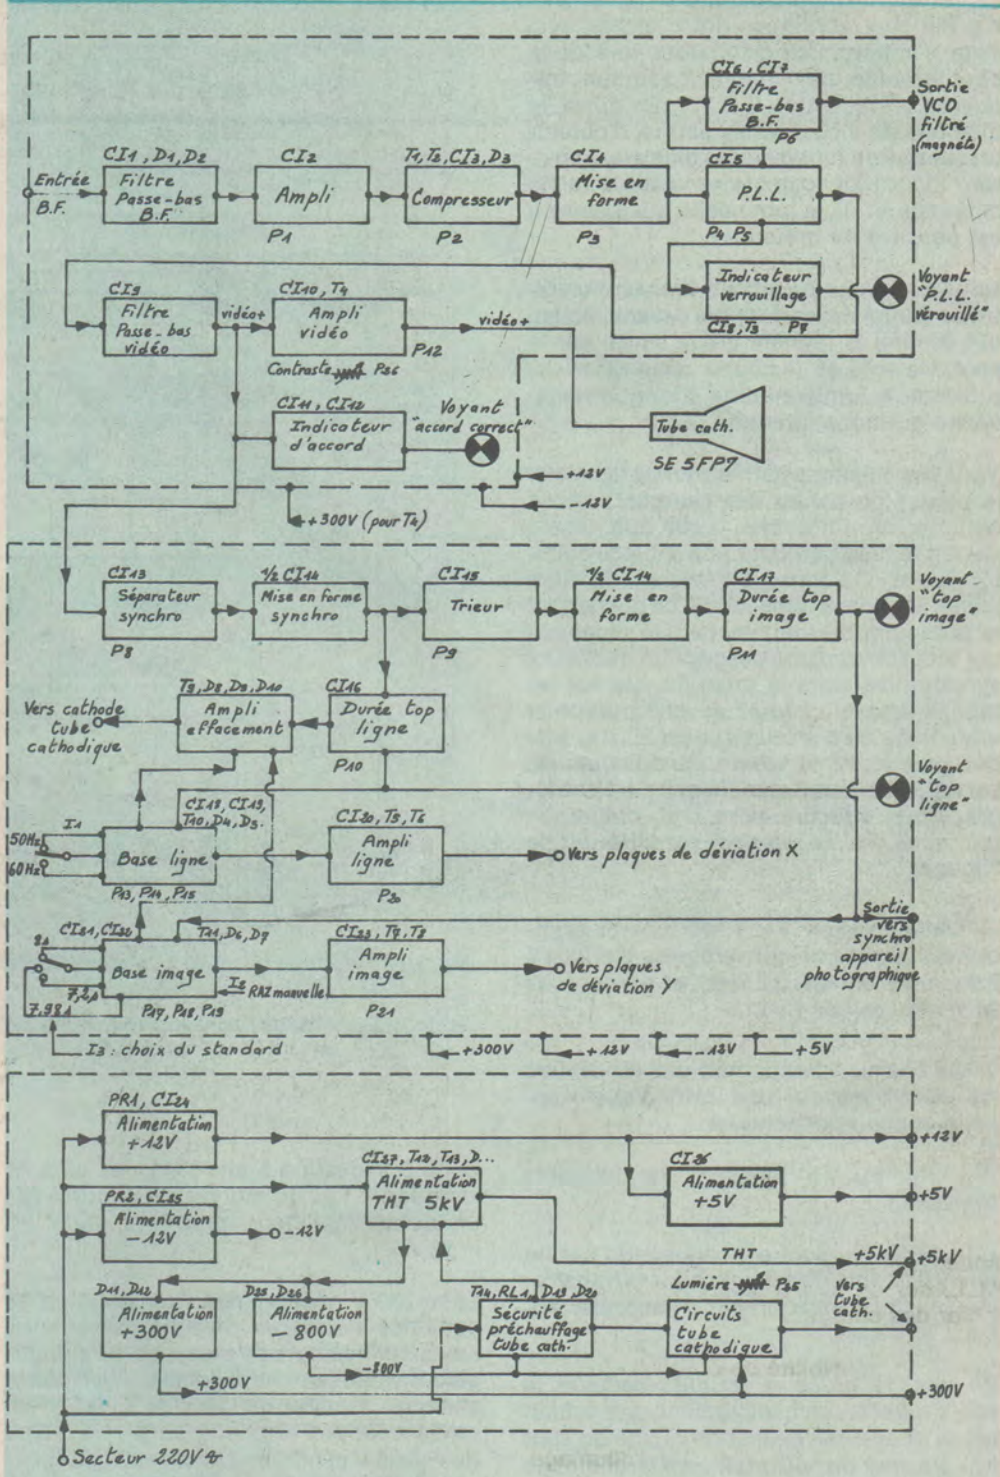 CI6, CI7
Filtre
Passe-bas
B.F.
P6
Sortie
VCO
filtré
(magnéto)
Entrée
B.F.
CI1, D1, D2
Filtre
Passe-bas
B.F.
CI2
Ampli
P1
T1, T2, CI3, D3
Compresseur
P2
CI4
Mise en
forme
P3
CI5
P.L.L.
P4 P5
Indicateur
verrouillage
CI8, T3 P7
Voyant
"P.L.L.
vérouillé"
CI9
Filtre
Passe-bas
vidéo
vidéo+
CI10, T4
Ampli
vidéo
P12
vidéo+
Contraste P26
CI11, CI12
Indicateur
d'accord
Voyant
"accord correct"
Tube cath.
SE 5FP7
+12V
-12V
+300V (pour T4)
CI13
Séparateur
synchro
P8
1/2 CI14
Mise en forme
synchro
CI15
Trieur
P9
1/2 CI14
Mise en
forme
CI17
Durée top
image
P11
Voyant
"top
image"
Vers cathode
tube
cathodique
T9, D8, D9, D10
Ampli
effacement
CI16
Durée top
ligne
P10
Voyant
"top
ligne"
I1
50Hz
60Hz
CI18, CI19,
T10, D4, D5.
Base ligne
P13, P14, P15
CI20, T5, T6
Ampli
ligne
P20
Vers plaques de déviation X
CI21, CI22
T11, D6, D7
Base image
P17, P18, P19
7,2s
7,98s
I2
RAZ manuelle
CI23, T7, T8
Ampli
image
P21
Vers plaques
de déviation Y
Sortie
vers
synchro
appareil
photographique
I3 : choix du standard
+300V
+12V
-12V
+5V
PR1, CI24
Alimentation
+12V
PR2, CI25
Alimentation
-12V
-12V
CI27, T12, T13, D...
Alimentation
THT 5kV
CI26
Alimentation
+5V
+12V
+5V
THT
+5kV
+5kV
D11, D12
Alimentation
+300V
D25, D26
Alimentation
-800V
T14, RL1, D19, D20
Sécurité
préchauffage
tube cath.
Lumière P25
Circuits
tube
cathodique
vers
tube
cath.
-800V
+300V
+300V
Secteur 220V